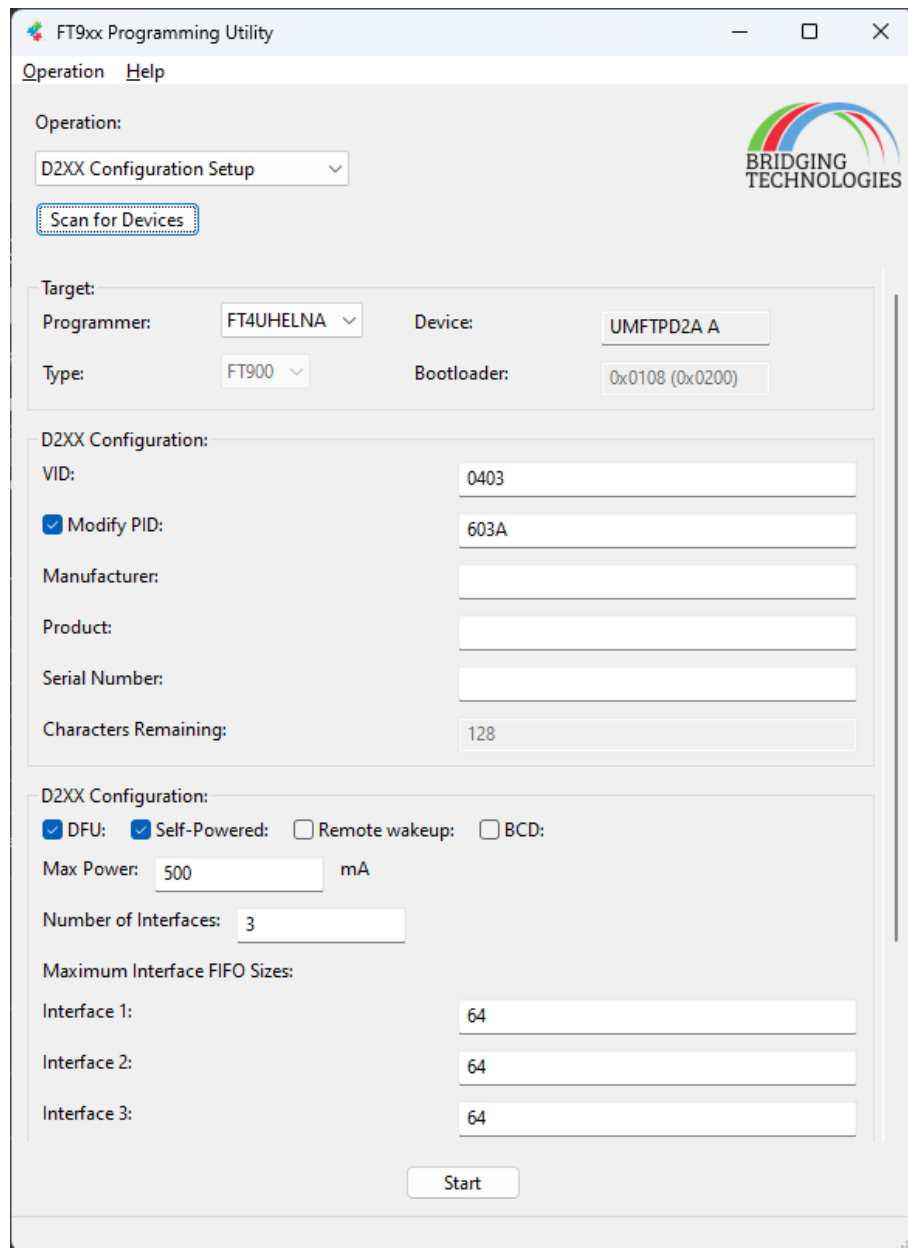 FT9xx Programming Utility
Operation Help
Operation:
BRIDGING
TECHNOLOGIES
D2XX Configuration Setup
Scan for Devices
Target:
Programmer: FT4UHELNA Device: UMFTPD2A A
Type: FT900 Bootloader: 0x0108 (0x0200)
D2XX Configuration:
VID: 0403
Modify PID: 603A
Manufacturer:
Product:
Serial Number:
Characters Remaining: 128
D2XX Configuration:
DFU: Self-Powered: Remote wakeup: BCD:
Max Power: 500 mA
Number of Interfaces: 3
Maximum Interface FIFO Sizes:
Interface 1: 64
Interface 2: 64
Interface 3: 64
Start